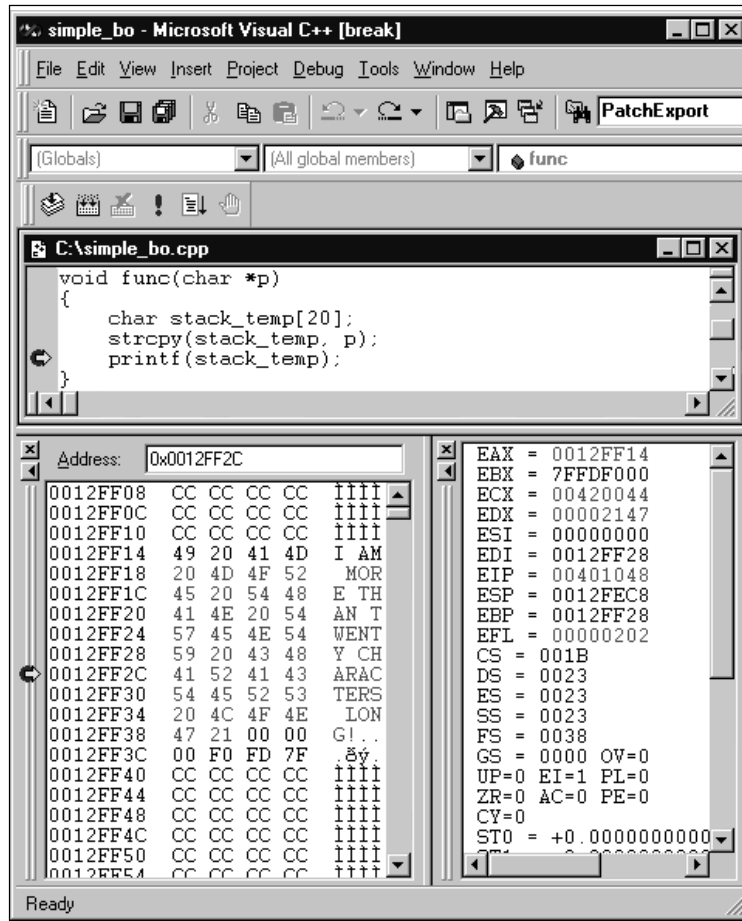 simple_bo - Microsoft Visual C++ [break]
File Edit View Insert Project Debug Tools Window Help
PatchExport
(Globals) (All global members) func
C:\simple_bo.cpp
void func(char *p)
{
char stack_temp[20];
strcpy(stack_temp, p);
printf(stack_temp);
}
Address: 0x0012FF2C
0012FF08 CC CC CC CC ÌÌÌÌ
0012FF0C CC CC CC CC ÌÌÌÌ
0012FF10 CC CC CC CC ÌÌÌÌ
0012FF14 49 20 41 4D I AM
0012FF18 20 4D 4F 52 MOR
0012FF1C 45 20 54 48 E TH
0012FF20 41 4E 20 54 AN T
0012FF24 57 45 4E 54 WENT
0012FF28 59 20 43 48 Y CH
0012FF2C 41 52 41 43 ARAC
0012FF30 54 45 52 53 TERS
0012FF34 20 4C 4F 4E LON
0012FF38 47 21 00 00 G!..
0012FF3C 00 F0 FD 7F .ðý.
0012FF40 CC CC CC CC ÌÌÌÌ
0012FF44 CC CC CC CC ÌÌÌÌ
0012FF48 CC CC CC CC ÌÌÌÌ
0012FF4C CC CC CC CC ÌÌÌÌ
0012FF50 CC CC CC CC ÌÌÌÌ
0012FF54 CC CC CC CC ÌÌÌÌ
EAX = 0012FF14
EBX = 7FFDF000
ECX = 00420044
EDX = 00002147
ESI = 00000000
EDI = 0012FF28
EIP = 00401048
ESP = 0012FEC8
EBP = 0012FF28
EFL = 00000202
CS = 001B
DS = 0023
ES = 0023
SS = 0023
FS = 0038
GS = 0000 OV=0
UP=0 EI=1 PL=0
ZR=0 AC=0 PE=0
CY=0
ST0 = +0.0000000000
Ready